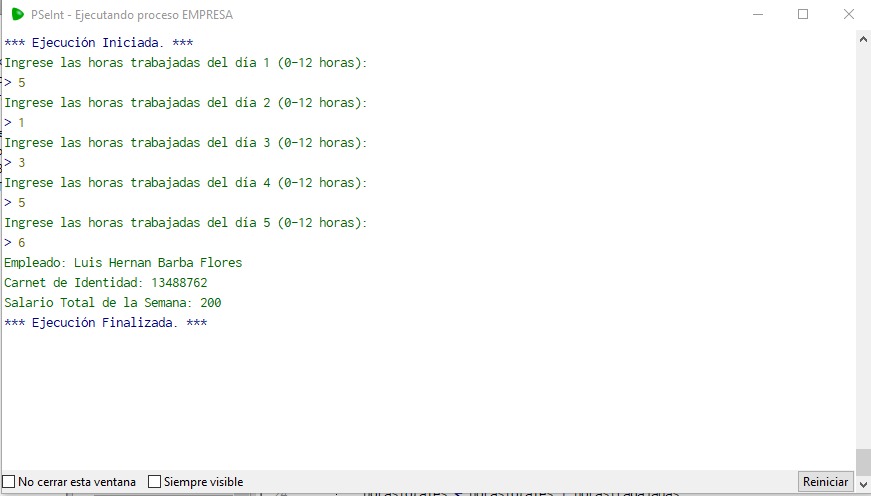 PSeInt - Ejecutando proceso EMPRESA
*** Ejecución Iniciada. ***
Ingrese las horas trabajadas del día 1 (0-12 horas):
> 5
Ingrese las horas trabajadas del día 2 (0-12 horas):
> 1
Ingrese las horas trabajadas del día 3 (0-12 horas):
> 3
Ingrese las horas trabajadas del día 4 (0-12 horas):
> 5
Ingrese las horas trabajadas del día 5 (0-12 horas):
> 6
Empleado: Luis Hernan Barba Flores
Carnet de Identidad: 13488762
Salario Total de la Semana: 200
*** Ejecución Finalizada. ***
No cerrar esta ventana Siempre visible Reiniciar